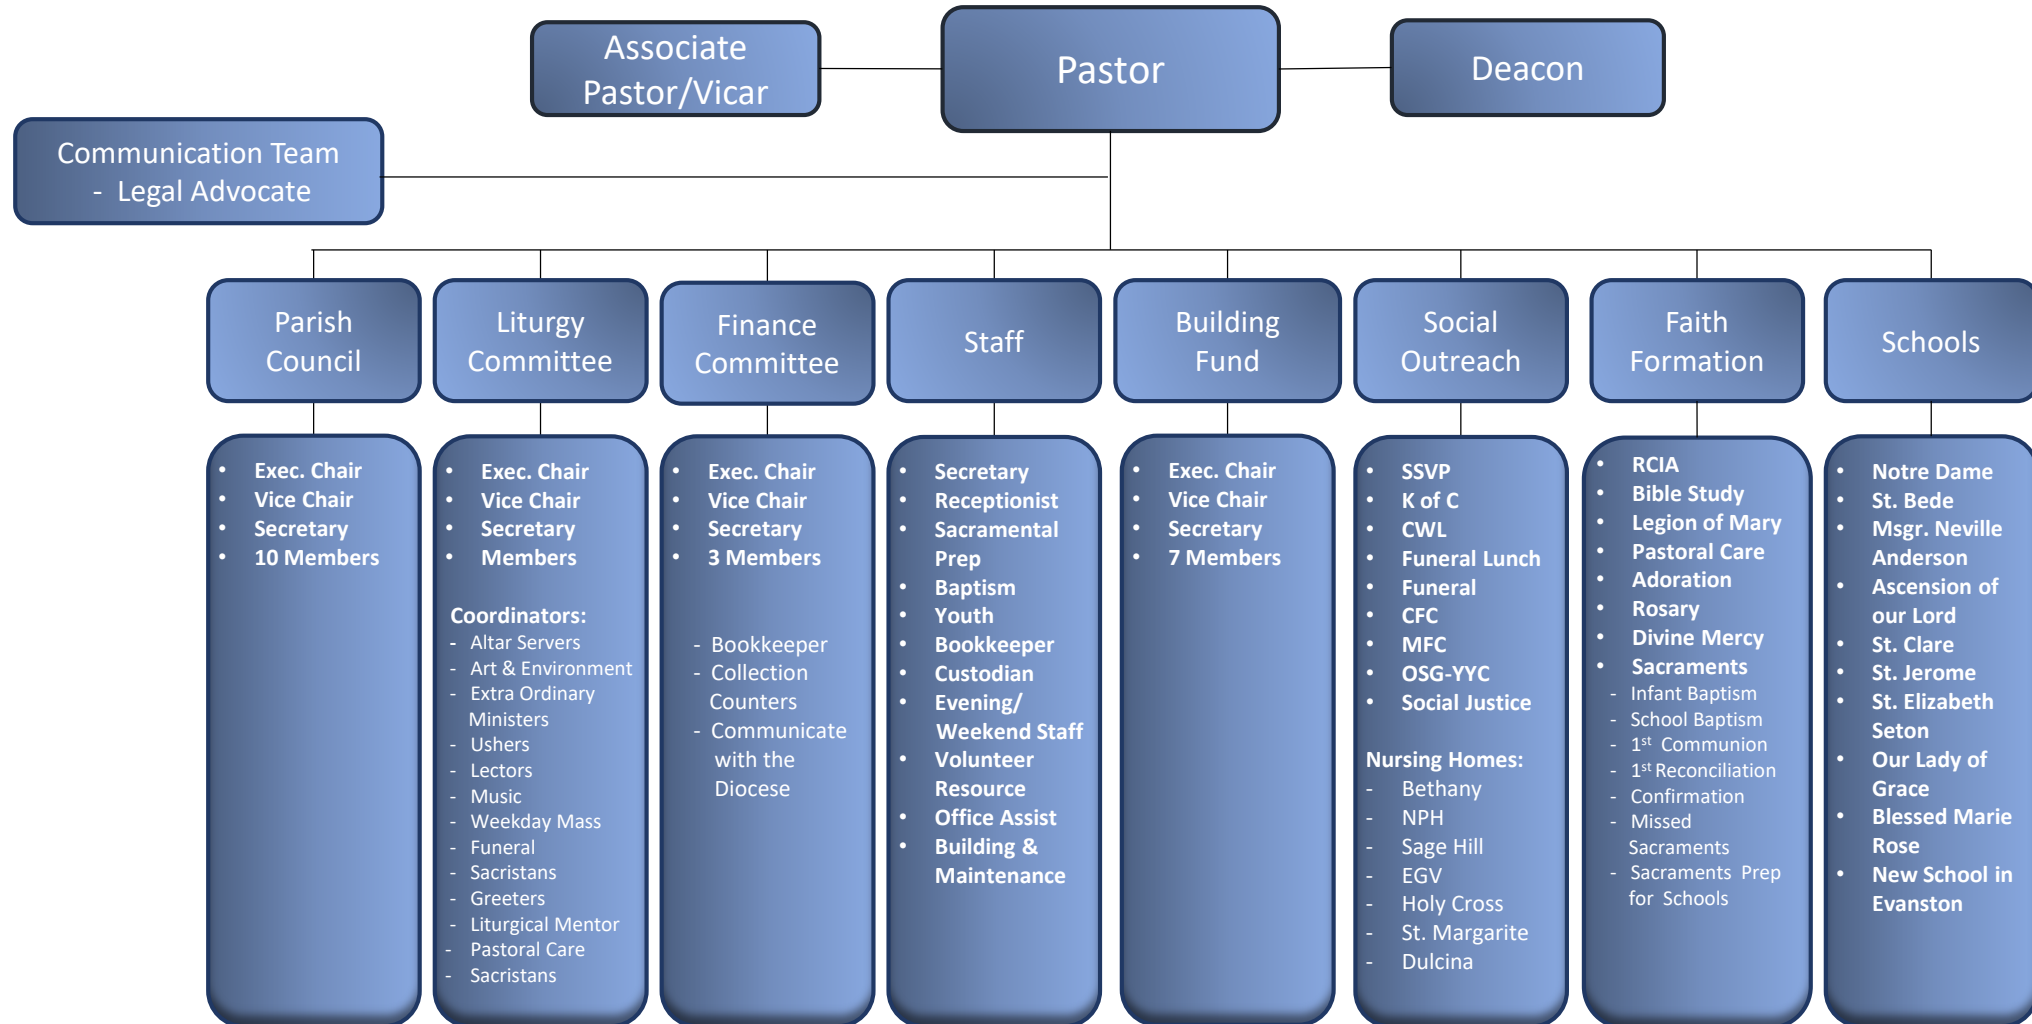 Associate
Pastor/Vicar
Pastor
Deacon
Communication Team
- Legal Advocate
Parish
Council
Liturgy
Committee
Finance
Committee
Staff
Building
Fund
Social
Outreach
Faith
Formation
Schools
• Exec. Chair
• Vice Chair
• Secretary
• 10 Members
• Exec. Chair
• Vice Chair
• Secretary
• Members
Coordinators:
- Altar Servers
- Art & Environment
- Extra Ordinary
Ministers
- Ushers
- Lectors
- Music
- Weekday Mass
- Funeral
- Sacristans
- Greeters
- Liturgical Mentor
- Pastoral Care
- Sacristans
• Exec. Chair
• Vice Chair
• Secretary
• 3 Members
- Bookkeeper
- Collection
Counters
- Communicate
with the
Diocese
• Secretary
• Receptionist
• Sacramental
Prep
• Baptism
• Youth
• Bookkeeper
• Custodian
• Evening/
Weekend Staff
• Volunteer
Resource
• Office Assist
• Building &
Maintenance
• Exec. Chair
• Vice Chair
• Secretary
• 7 Members
• SSVP
• K of C
• CWL
• Funeral Lunch
• Funeral
• CFC
• MFC
• OSG-YYC
• Social Justice
Nursing Homes:
- Bethany
- NPH
- Sage Hill
- EGV
- Holy Cross
- St. Margarite
- Dulcina
• RCIA
• Bible Study
• Legion of Mary
• Pastoral Care
• Adoration
• Rosary
• Divine Mercy
• Sacraments
- Infant Baptism
- School Baptism
- 1st Communion
- 1st Reconciliation
- Confirmation
- Missed
Sacraments
- Sacraments Prep
for Schools
• Notre Dame
• St. Bede
• Msgr. Neville
Anderson
• Ascension of
our Lord
• St. Clare
• St. Jerome
• St. Elizabeth
Seton
• Our Lady of
Grace
• Blessed Marie
Rose
• New School in
Evanston